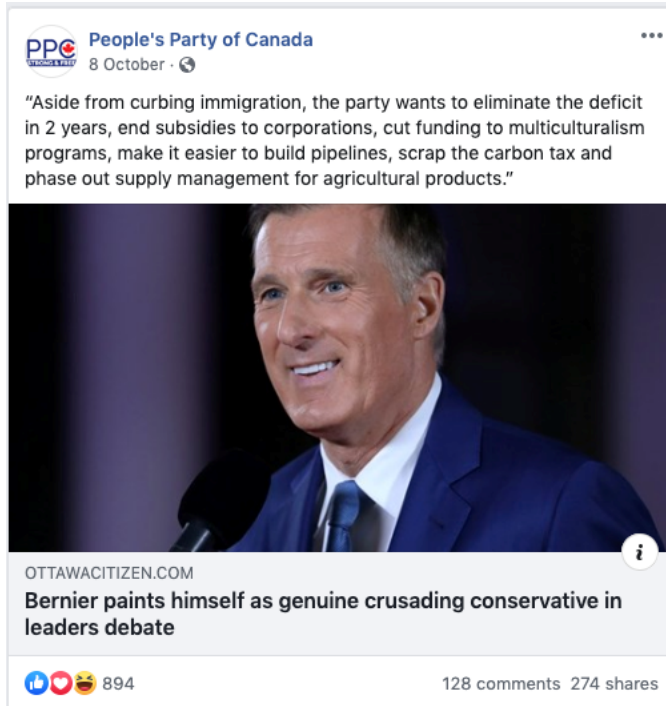 PPC
STRONG & FREE
People's Party of Canada
8 October ·
“Aside from curbing immigration, the party wants to eliminate the deficit
in 2 years, end subsidies to corporations, cut funding to multiculturalism
programs, make it easier to build pipelines, scrap the carbon tax and
phase out supply management for agricultural products.”
i
OTTAWACITIZEN.COM
Bernier paints himself as genuine crusading conservative in
leaders debate
894
128 comments 274 shares